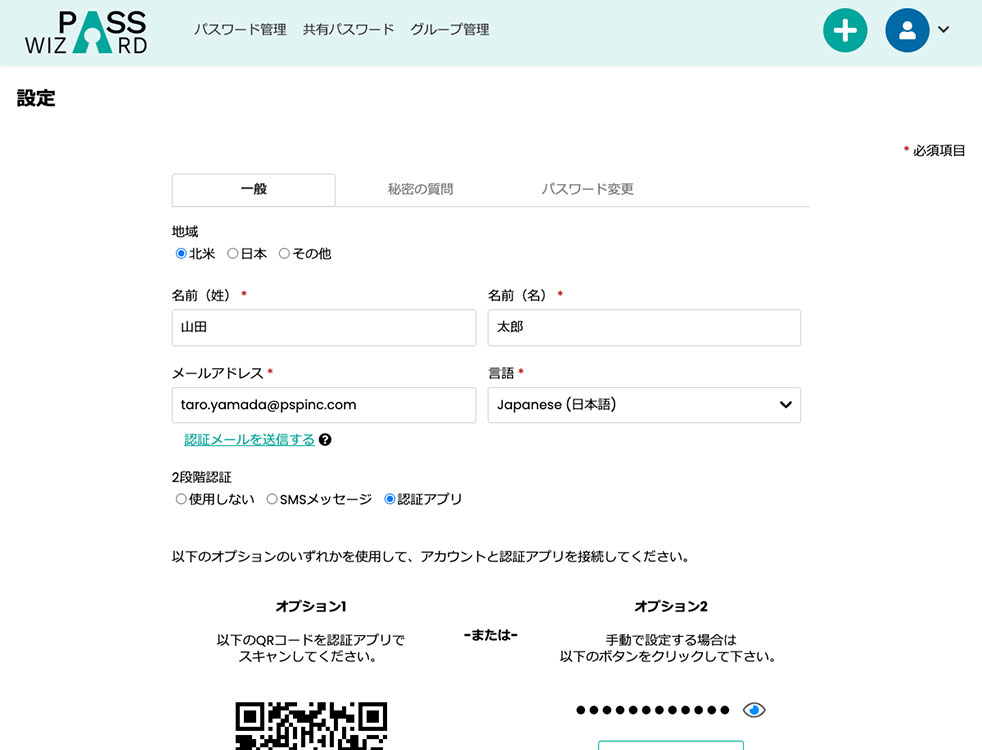 PASS
WIZARD
パスワード管理 共有パスワード グループ管理
設定
* 必須項目
一般 秘密の質問 パスワード変更
地域
北米 日本 その他
名前（姓） * 名前（名） *
山田 太郎
メールアドレス * 言語 *
taro.yamada@pspinc.com Japanese (日本語)
認証メールを送信する ?
2段階認証
使用しない SMSメッセージ 認証アプリ
以下のオプションのいずれかを使用して、アカウントと認証アプリを接続してください。
オプション1
以下のQRコードを認証アプリで
スキャンしてください。
-または-
オプション2
手動で設定する場合は
以下のボタンをクリックして下さい。